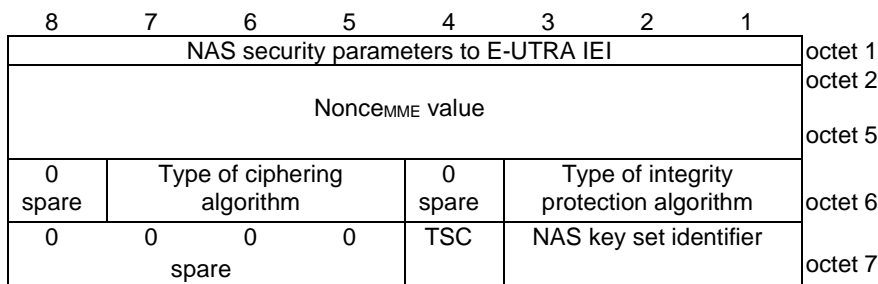 8 7 6 5 4 3 2 1
NAS security parameters to E-UTRA IEI octet 1
octet 2
NonceMME value
octet 5
0 Type of ciphering 0 Type of integrity
spare algorithm spare protection algorithm octet 6
0 0 0 0 TSC NAS key set identifier
spare octet 7